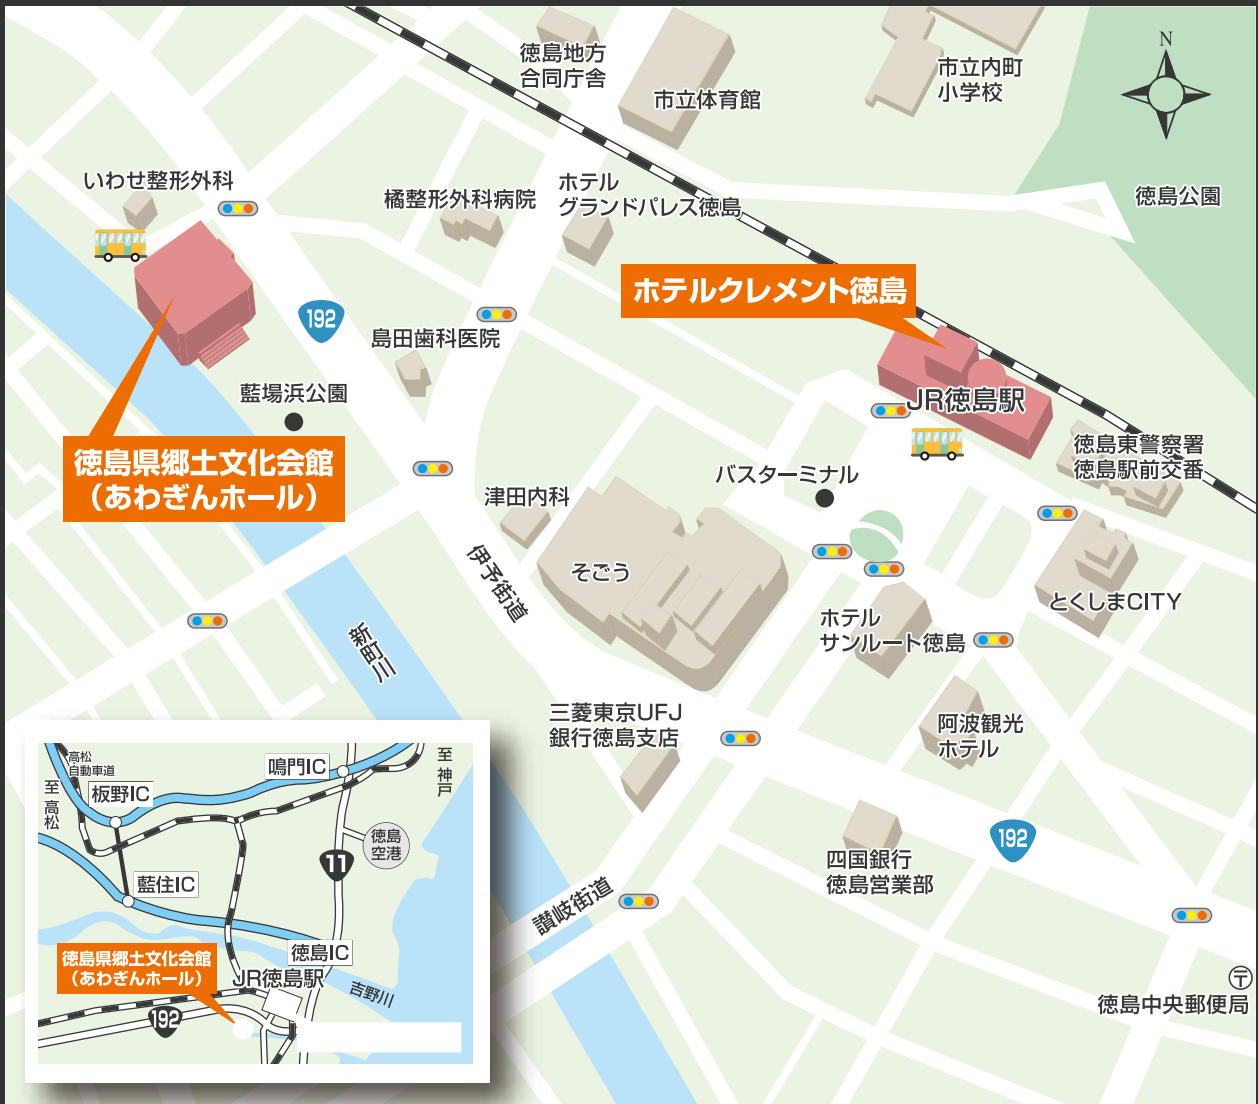 徳島地方
合同庁舎
市立体育館
市立内町
小学校
N
徳島公園
いわせ整形外科
橘整形外科病院
ホテル
グランドパレス徳島
ホテルクレメント徳島
192
島田歯科医院
藍場浜公園
JR徳島駅
徳島県郷土文化会館
(あわぎんホール)
徳島東警察署
徳島駅前交番
バスターミナル
津田内科
伊予街道
そごう
とくしまCITY
ホテル
サンルート徳島
新町川
三菱東京UFJ
銀行徳島支店
阿波観光
ホテル
192
四国銀行
徳島営業部
讃岐街道
〒
徳島中央郵便局
高松
自動車道
至高松
板野IC
鳴門IC
至神戸
徳島
空港
11
藍住IC
徳島IC
徳島県郷土文化会館
(あわぎんホール)
JR徳島駅
吉野川
192